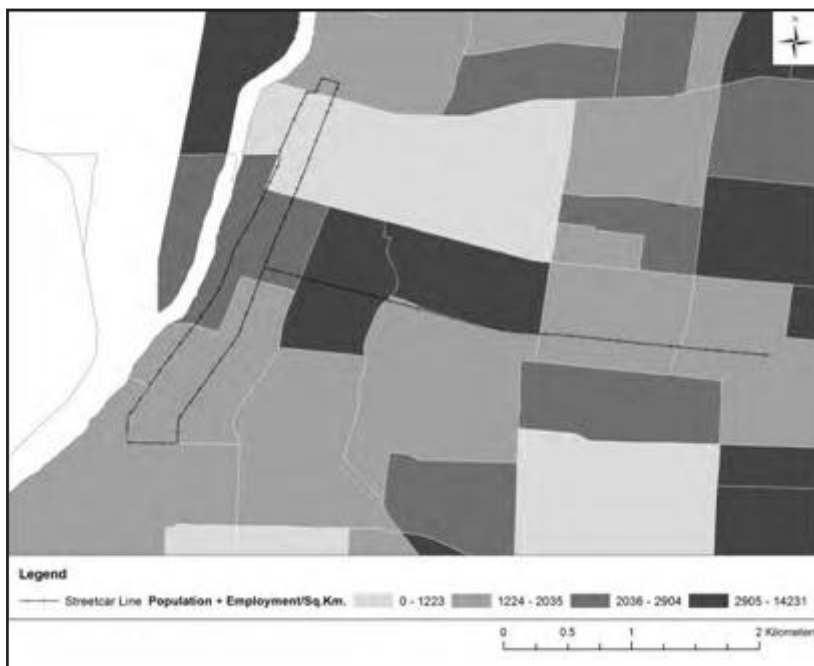 N
Legend
Streetcar Line Population + Employment/Sq.Km. 0 - 1223 1224 - 2035 2036 - 2904 2905 - 14231
0 0.5 1 2 Kilometers